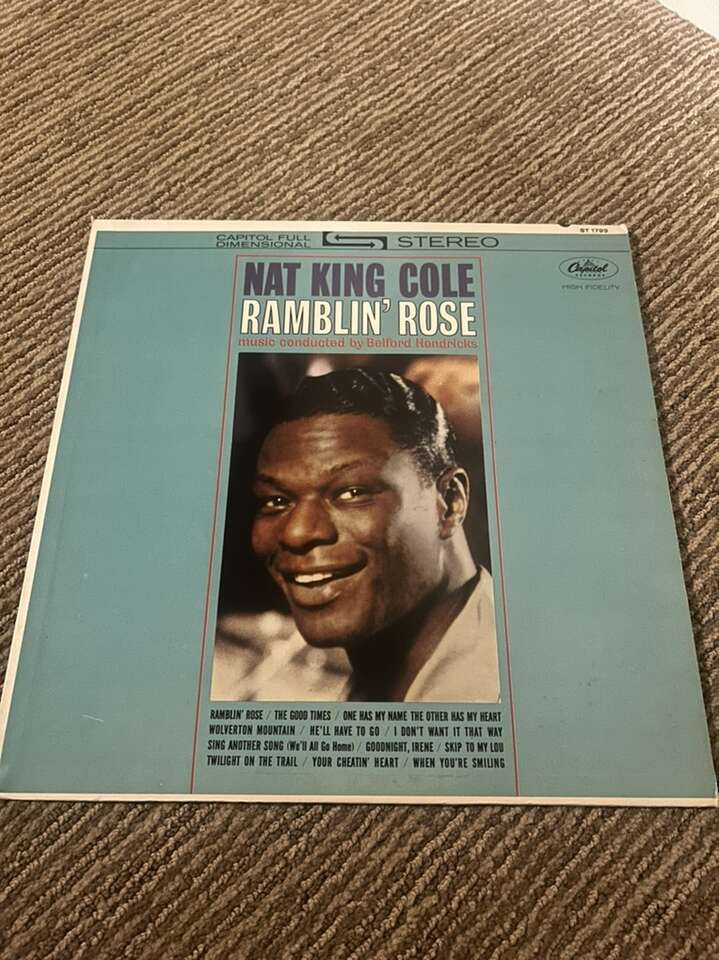 ST 1793
CAPITOL FULL DIMENSIONAL STEREO
Capitol
RECORDS
HIGH FIDELITY
NAT KING COLE
RAMBLIN' ROSE
music conducted by Belford Hendricks
RAMBLIN' ROSE / THE GOOD TIMES / ONE HAS MY NAME THE OTHER HAS MY HEART
WOLVERTON MOUNTAIN / HE'LL HAVE TO GO / I DON'T WANT IT THAT WAY
SING ANOTHER SONG (We'll All Go Home) / GOODNIGHT, IRENE / SKIP TO MY LOU
TWILIGHT ON THE TRAIL / YOUR CHEATIN' HEART / WHEN YOU'RE SMILING